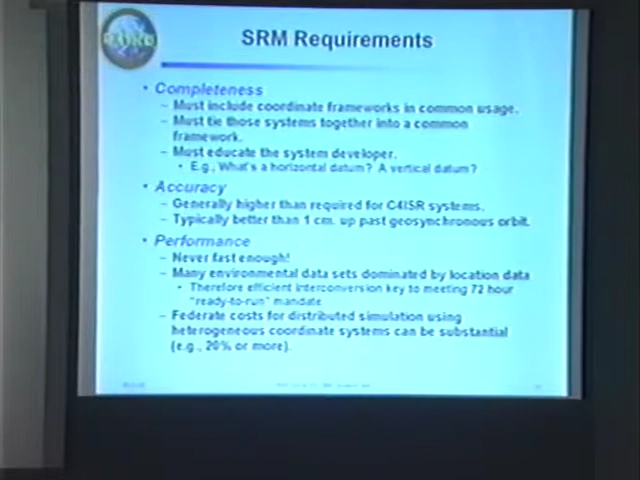 SRM Requirements
• Completeness
– Must include coordinate frameworks in common usage.
– Must tie those systems together into a common
framework.
– Must educate the system developer.
• E.g., What's a horizontal datum? A vertical datum?
• Accuracy
– Generally higher than required for C4ISR systems.
– Typically better than 1 cm. up past geosynchronous orbit.
• Performance
– Never fast enough!
– Many environmental data sets dominated by location data
• Therefore efficient interconversion key to meeting 72 hour
"ready-to-run" mandate
– Federate costs for distributed simulation using
heterogeneous coordinate systems can be substantial
(e.g., 20% or more).